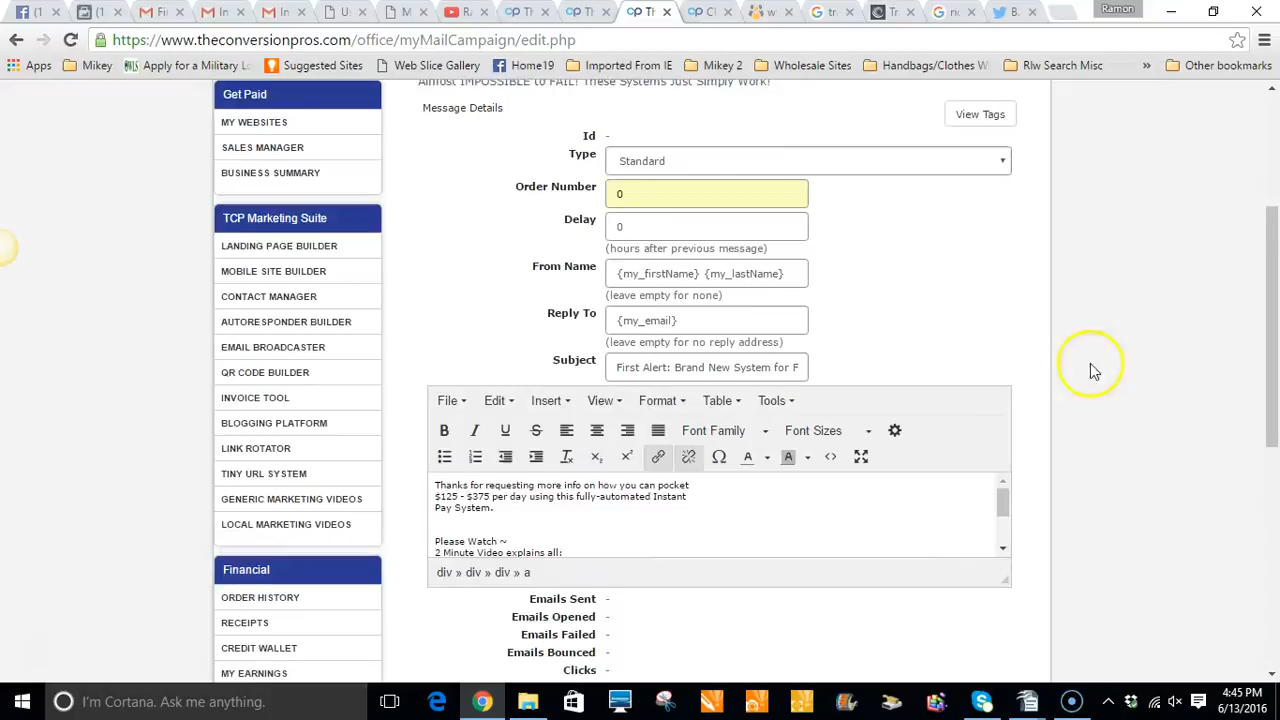 Ramon
https://www.theconversionpros.com/office/myMailCampaign/edit.php
Apps Mikey Apply for a Military L Suggested Sites Web Slice Gallery Home19 Imported From IE Mikey 2 Wholesale Sites Handbags/Clothes W Riw Search Misc » Other bookmarks
Almost IMPOSSIBLE to FAIL! These Systems Just Simply Work!
Get Paid
MY WEBSITES
SALES MANAGER
BUSINESS SUMMARY
TCP Marketing Suite
LANDING PAGE BUILDER
MOBILE SITE BUILDER
CONTACT MANAGER
AUTORESPONDER BUILDER
EMAIL BROADCASTER
QR CODE BUILDER
INVOICE TOOL
BLOGGING PLATFORM
LINK ROTATOR
TINY URL SYSTEM
GENERIC MARKETING VIDEOS
LOCAL MARKETING VIDEOS
Financial
ORDER HISTORY
RECEIPTS
CREDIT WALLET
MY EARNINGS
Message Details
View Tags
Id -
Type Standard
Order Number 0
Delay 0
(hours after previous message)
From Name {my_firstName} {my_lastName}
(leave empty for none)
Reply To {my_email}
(leave empty for no reply address)
Subject First Alert: Brand New System for F
File Edit Insert View Format Table Tools
Font Family Font Sizes
Thanks for requesting more info on how you can pocket
$125 - $375 per day using this fully-automated Instant
Pay System.
Please Watch ~
2 Minute Video explains all:
div » div » div » a
Emails Sent -
Emails Opened -
Emails Failed -
Emails Bounced -
Clicks -
I'm Cortana. Ask me anything.
4:45 PM
6/13/2016